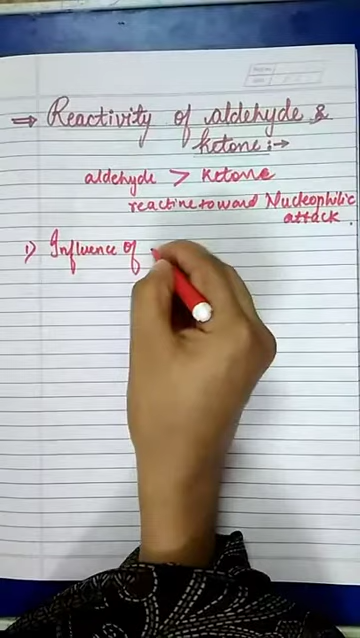 ⇒ Reactivity of aldehyde &
ketone:→
aldehyde > ketone
reactive toward Nucleophilic
attack.
1) Influence of